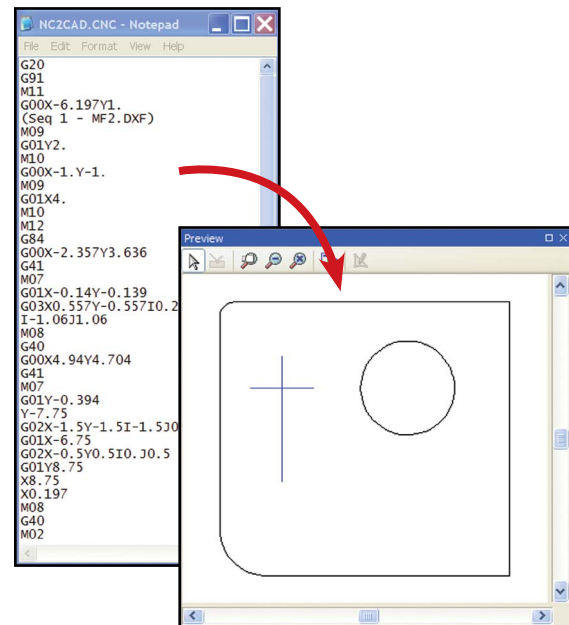 NC2CAD.CNC - Notepad
File Edit Format View Help
G20
G91
M11
G00X-6.197Y1.
(Seq 1 - MF2.DXF)
M09
G01Y2.
M10
G00X-1.Y-1.
M09
G01X4.
M10
M12
G84
G00X-2.357Y3.636
G41
M07
G01X-0.14Y-0.139
G03X0.557Y-0.557I0.2
I-1.06J1.06
M08
G40
G00X4.94Y4.704
G41
M07
G01Y-0.394
Y-7.75
G02X-1.5Y-1.5I-1.5J0
G01X-6.75
G02X-0.5Y0.5I0.J0.5
G01Y8.75
X8.75
X0.197
M08
G40
M02
Preview